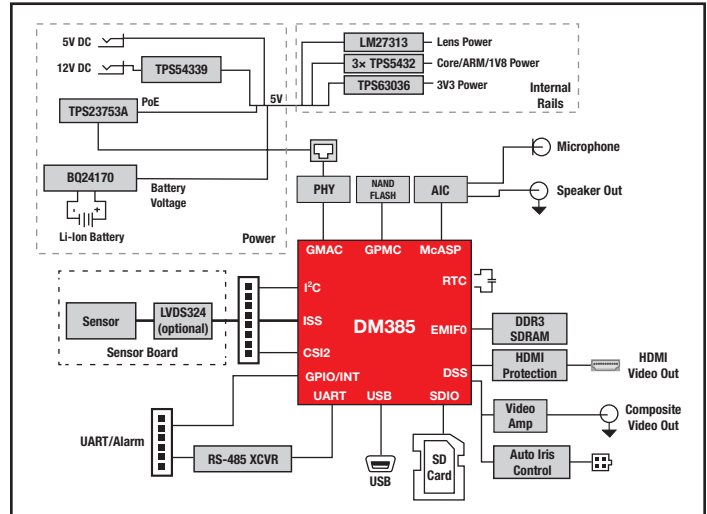 5V DC
12V DC
TPS54339
TPS23753A
PoE
5V
BQ24170
Battery
Voltage
- +
Li-Ion Battery
Power
LM27313
Lens Power
3× TPS5432
Core/ARM/1V8 Power
TPS63036
3V3 Power
Internal
Rails
PHY
NAND
FLASH
AIC
Microphone
Speaker Out
GMAC
GPMC
McASP
I²C
RTC
ISS
DM385
EMIF0
CSI2
DSS
GPIO/INT
UART
USB
SDIO
Sensor
LVDS324
(optional)
Sensor Board
DDR3
SDRAM
HDMI
Protection
HDMI
Video Out
Video
Amp
Composite
Video Out
Auto Iris
Control
UART/Alarm
RS-485 XCVR
USB
SD
Card